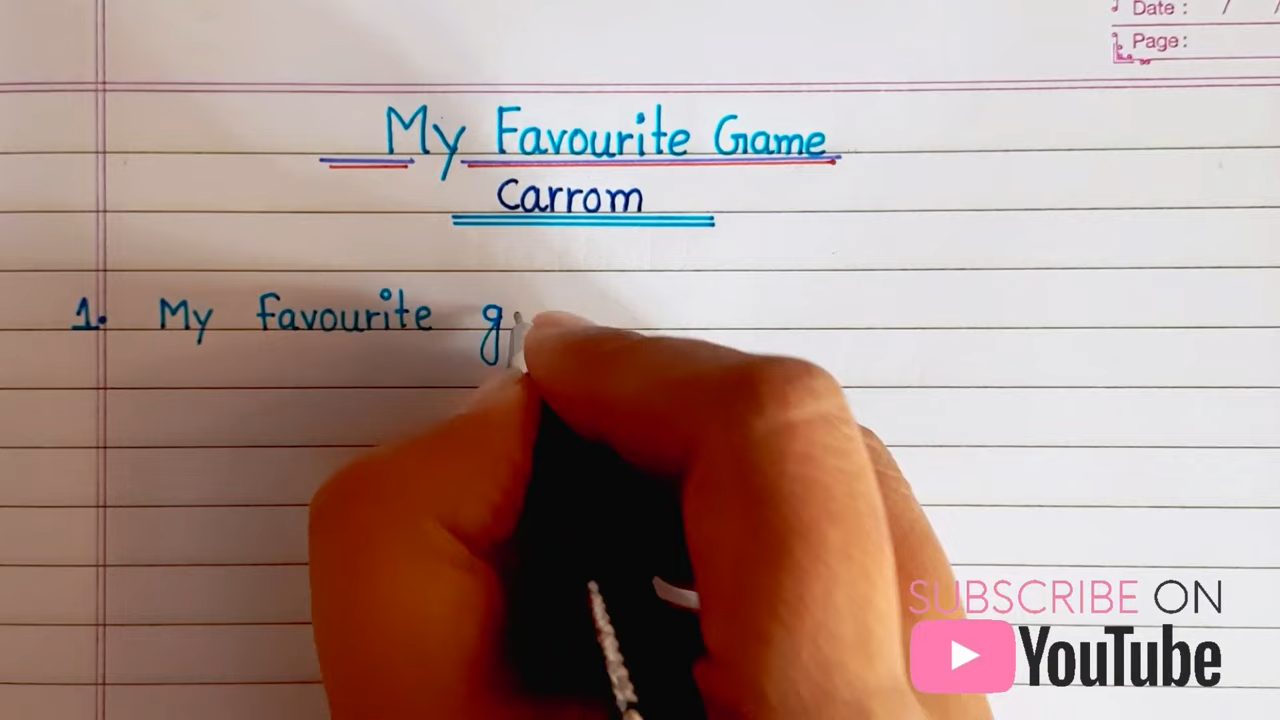 Date : / /
Page:
My Favourite Game
Carrom
1. My favourite g
SUBSCRIBE ON
YouTube